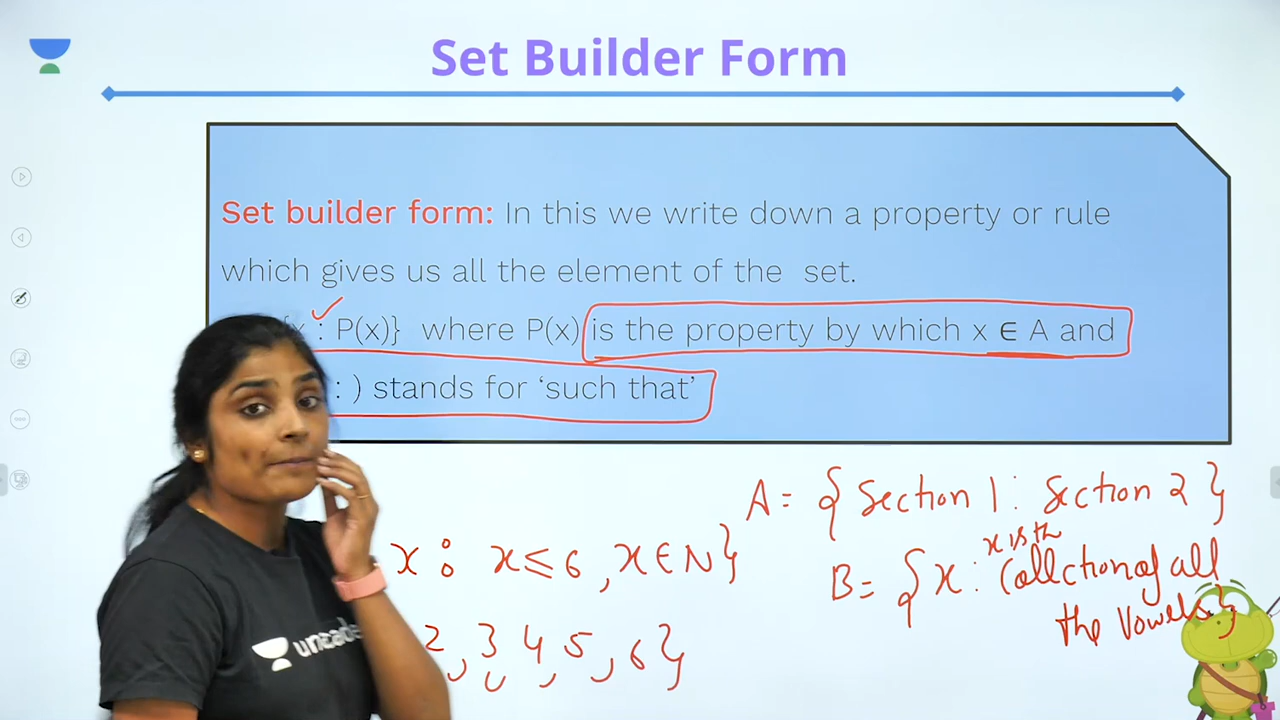 Set Builder Form
Set builder form: In this we write down a property or rule
which gives us all the element of the set.
{x : P(x)} where P(x) is the property by which x ∈ A and
: ) stands for ‘such that’
A = { Section 1 : Section 2 }
x : x ≤ 6 , x ∈ N }
x is the
B = { x : Collction of all
the Vowels }
2 , 3 , 4 , 5 , 6 }